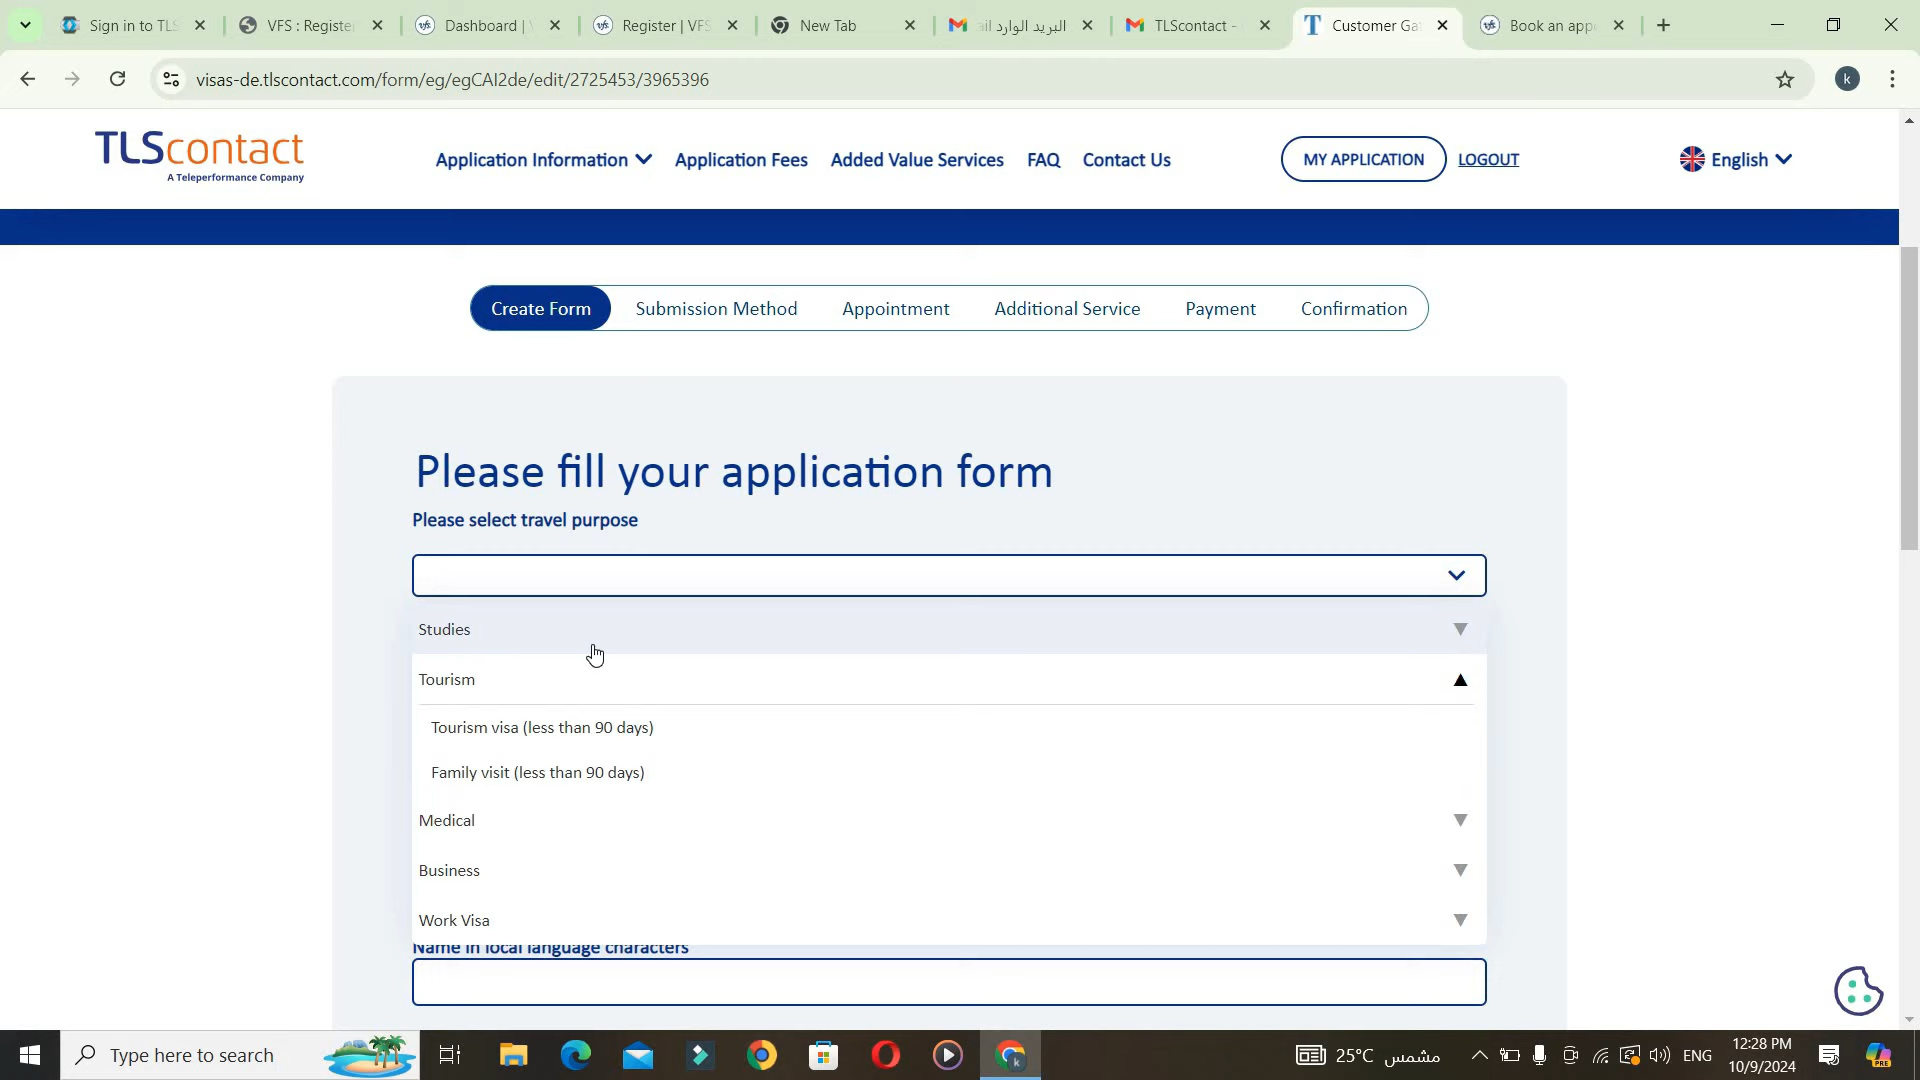 Sign in to TLS
VFS : Register
Dashboard |
Register | VFS
New Tab
البريد الوارد
TLScontact -
Customer Ga
Book an appo
visas-de.tlscontact.com/form/eg/egCAI2de/edit/2725453/3965396
k
TLScontact
A Teleperformance Company
Application Information
Application Fees
Added Value Services
FAQ
Contact Us
MY APPLICATION
LOGOUT
English
Create Form
Submission Method
Appointment
Additional Service
Payment
Confirmation
Please fill your application form
Please select travel purpose
Studies
Tourism
Tourism visa (less than 90 days)
Family visit (less than 90 days)
Medical
Business
Work Visa
Name in local language characters
Type here to search
25°C مشمس
ENG
12:28 PM
10/9/2024